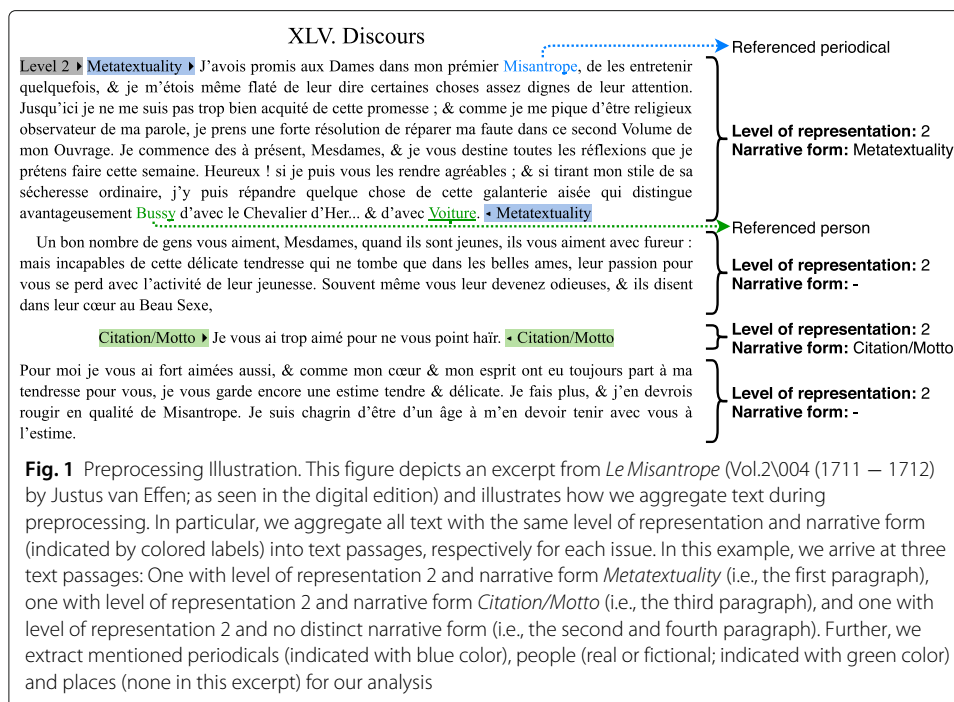 XLV. Discours
Referenced periodical
Level 2 ▸ Metatextuality ▸ J'avois promis aux Dames dans mon prémier Misantrope, de les entretenir
quelquefois, & je m'étois même flaté de leur dire certaines choses assez dignes de leur attention.
Jusqu'ici je ne me suis pas trop bien acquité de cette promesse ; & comme je me pique d'être religieux
observateur de ma parole, je prens une forte résolution de réparer ma faute dans ce second Volume de
mon Ouvrage. Je commence des à présent, Mesdames, & je vous destine toutes les réflexions que je
prétens faire cette semaine. Heureux ! si je puis vous les rendre agréables ; & si tirant mon stile de sa
sécheresse ordinaire, j'y puis répandre quelque chose de cette galanterie aisée qui distingue
avantageusement Bussy d'avec le Chevalier d'Her... & d'avec Voiture. ◂ Metatextuality
Level of representation: 2
Narrative form: Metatextuality
Referenced person
Un bon nombre de gens vous aiment, Mesdames, quand ils sont jeunes, ils vous aiment avec fureur :
mais incapables de cette délicate tendresse qui ne tombe que dans les belles ames, leur passion pour
vous se perd avec l'activité de leur jeunesse. Souvent même vous leur devenez odieuses, & ils disent
dans leur cœur au Beau Sexe,
Level of representation: 2
Narrative form: -
Citation/Motto ▸ Je vous ai trop aimé pour ne vous point haïr. ◂ Citation/Motto
Level of representation: 2
Narrative form: Citation/Motto
Pour moi je vous ai fort aimées aussi, & comme mon cœur & mon esprit ont eu toujours part à ma
tendresse pour vous, je vous garde encore une estime tendre & délicate. Je fais plus, & j'en devrois
rougir en qualité de Misantrope. Je suis chagrin d'être d'un âge à m'en devoir tenir avec vous à
l'estime.
Level of representation: 2
Narrative form: -
Fig. 1 Preprocessing Illustration. This figure depicts an excerpt from Le Misantrope (Vol.2\004 (1711 − 1712)
by Justus van Effen; as seen in the digital edition) and illustrates how we aggregate text during
preprocessing. In particular, we aggregate all text with the same level of representation and narrative form
(indicated by colored labels) into text passages, respectively for each issue. In this example, we arrive at three
text passages: One with level of representation 2 and narrative form Metatextuality (i.e., the first paragraph),
one with level of representation 2 and narrative form Citation/Motto (i.e., the third paragraph), and one with
level of representation 2 and no distinct narrative form (i.e., the second and fourth paragraph). Further, we
extract mentioned periodicals (indicated with blue color), people (real or fictional; indicated with green color)
and places (none in this excerpt) for our analysis